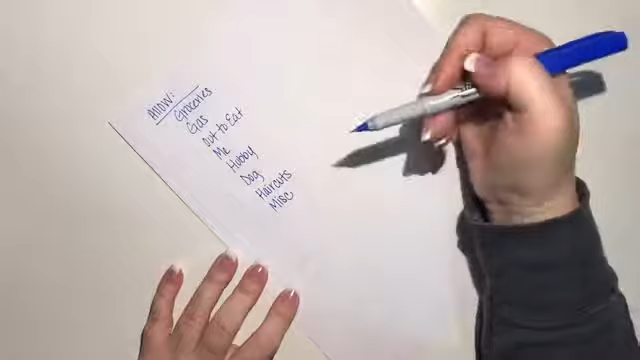 Allow:
Groceries
Gas
Out to Eat
Me
Hubby
Dog
Haircuts
Misc